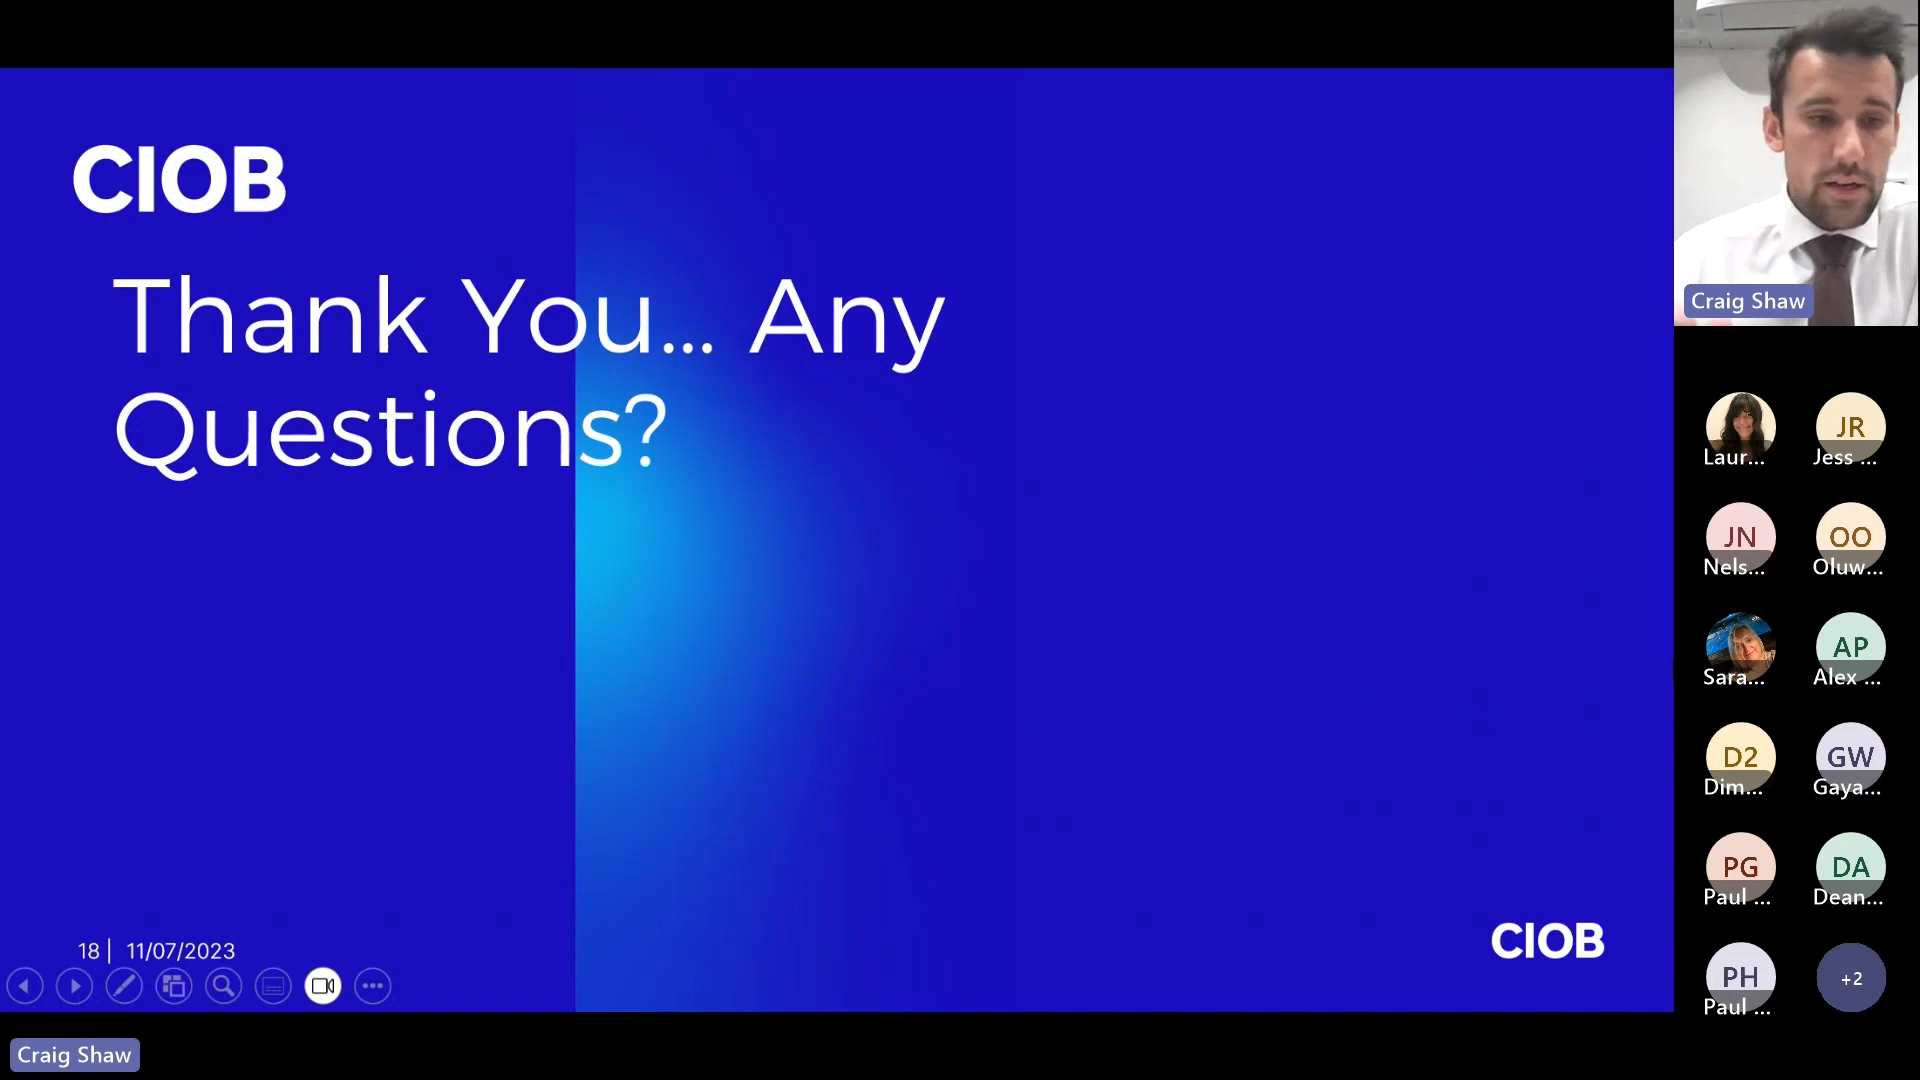 CIOB
Thank You... Any
Questions?
18 | 11/07/2023
CIOB
Craig Shaw
Craig Shaw
Laur...
JR
Jess ...
JN
Nels...
OO
Oluw...
Sara...
AP
Alex ...
D2
Dim...
GW
Gaya...
PG
Paul ...
DA
Dean...
PH
Paul ...
+2